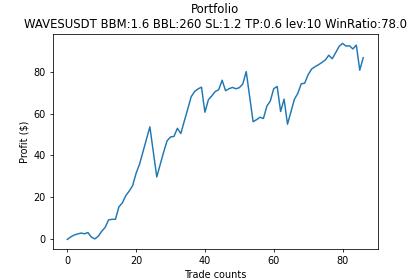 Portfolio
WAVESUSDT BBM:1.6 BBL:260 SL:1.2 TP:0.6 lev:10 WinRatio:78.0
80
60
40
20
0
Profit ($)
0 20 40 60 80
Trade counts